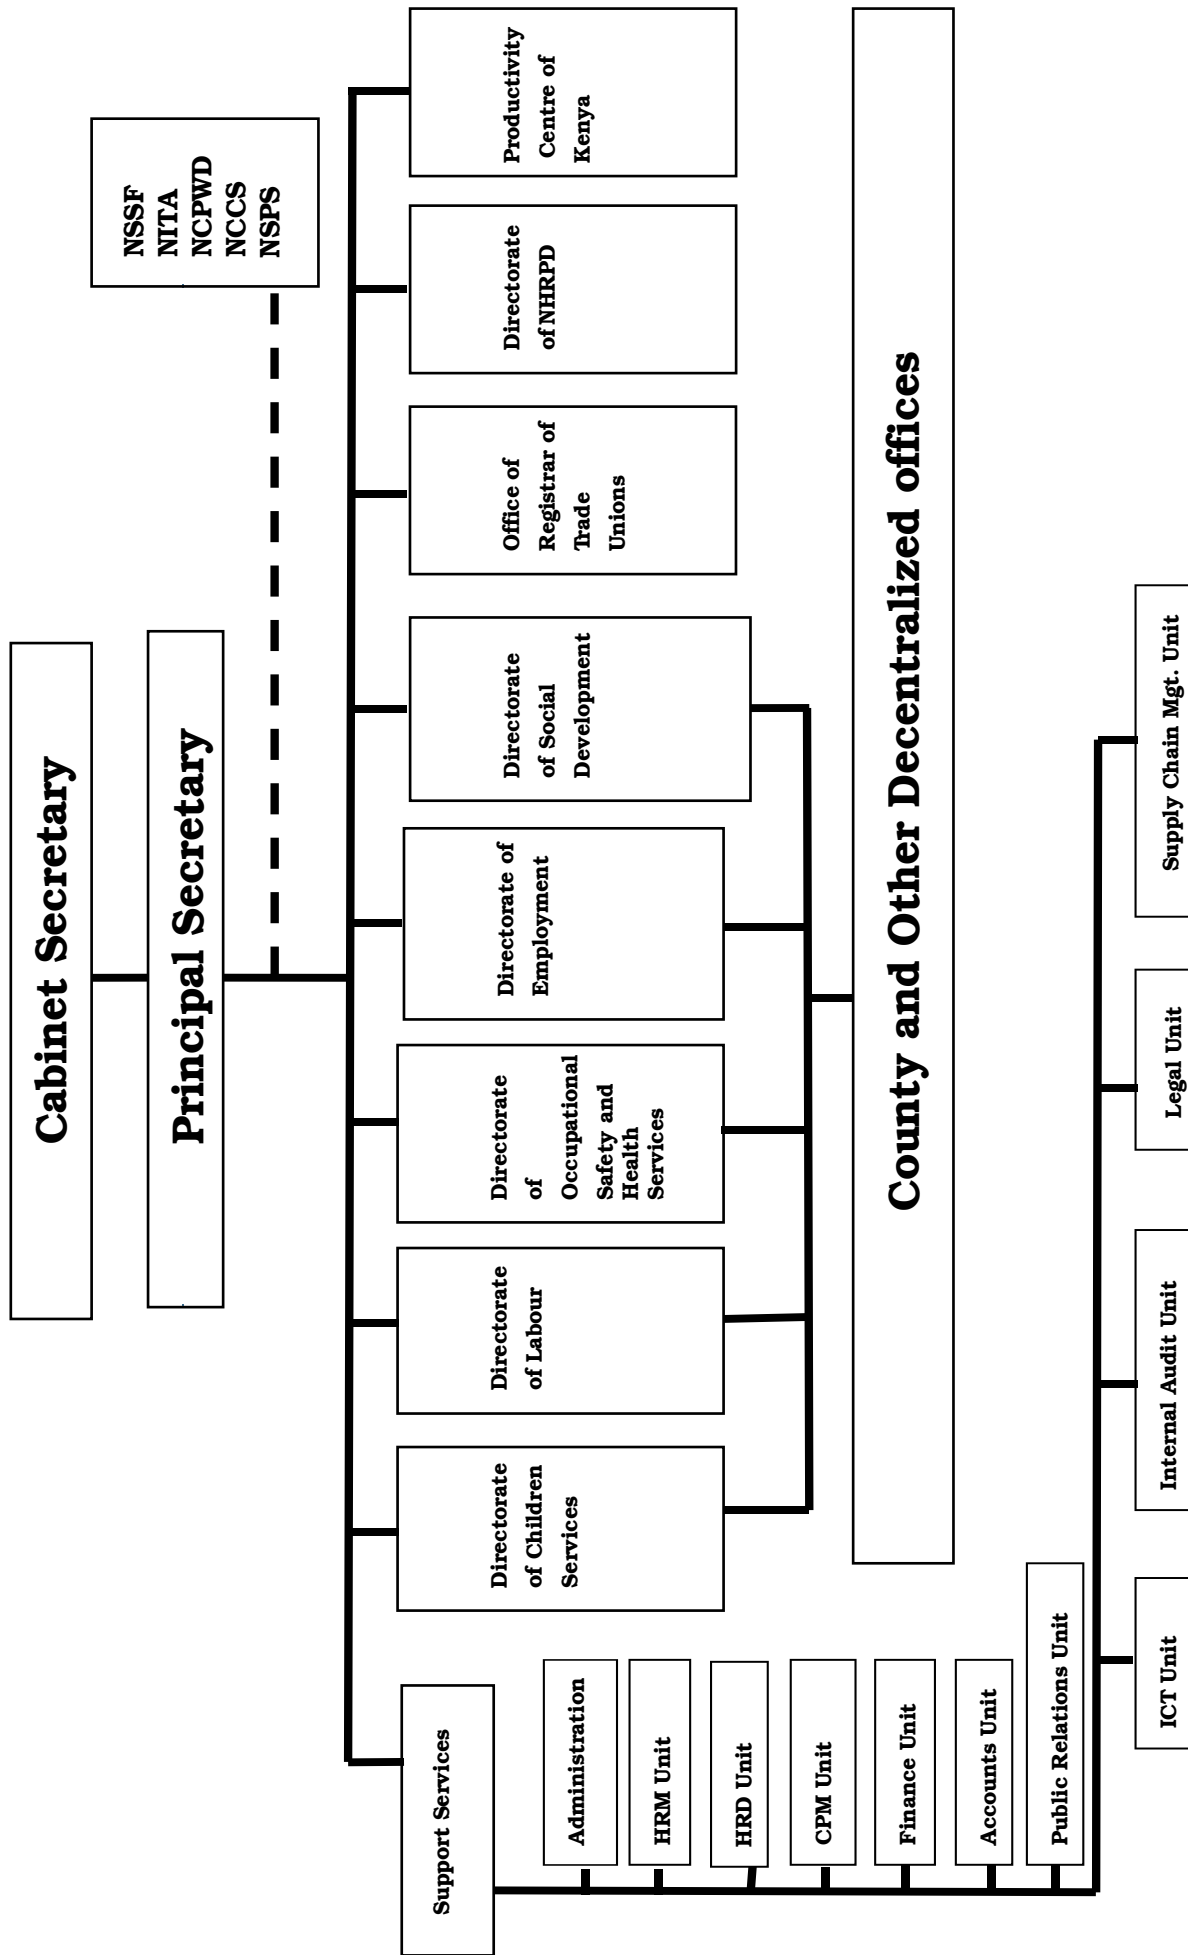 Cabinet Secretary
Principal Secretary
NSSF
NITA
NCPWD
NCCS
NSPS
Support Services
Directorate
of Children
Services
Directorate
of Labour
Directorate
of
Occupational
Safety and
Health
Services
Directorate of
Employment
Directorate
of Social
Development
Office of
Registrar of
Trade
Unions
Directorate
of NHRPD
Productivity
Centre of
Kenya
Administration
HRM Unit
HRD Unit
CPM Unit
Finance Unit
Accounts Unit
Public Relations Unit
County and Other Decentralized offices
ICT Unit
Internal Audit Unit
Legal Unit
Supply Chain Mgt. Unit